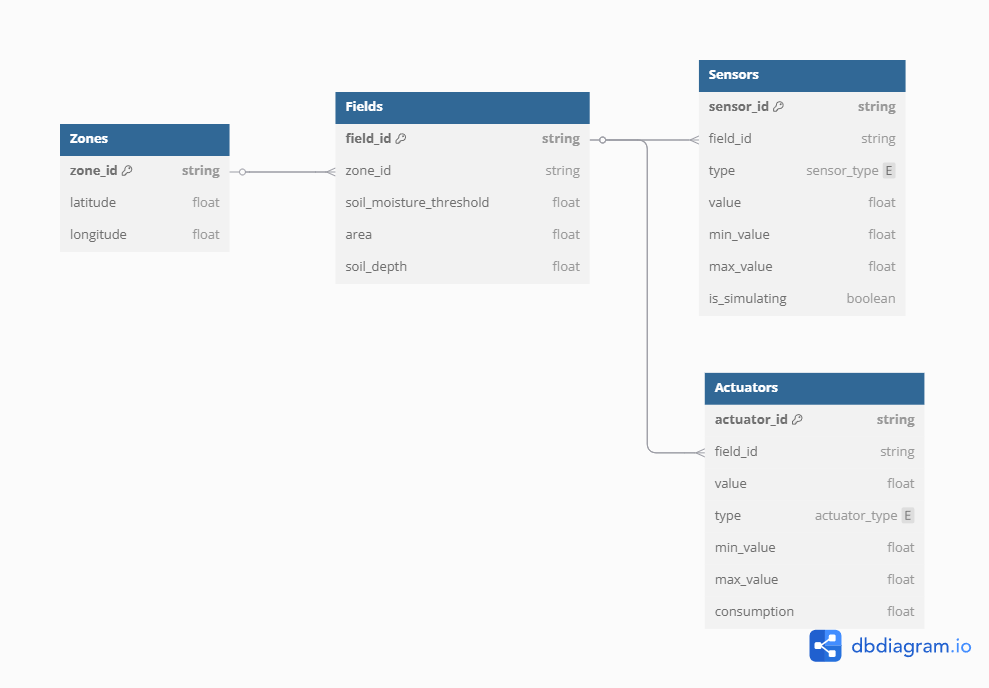 Zones
zone_id string
latitude float
longitude float
Fields
field_id string
zone_id string
soil_moisture_threshold float
area float
soil_depth float
Sensors
sensor_id string
field_id string
type sensor_type E
value float
min_value float
max_value float
is_simulating boolean
Actuators
actuator_id string
field_id string
value float
type actuator_type E
min_value float
max_value float
consumption float
dbdiagram.io